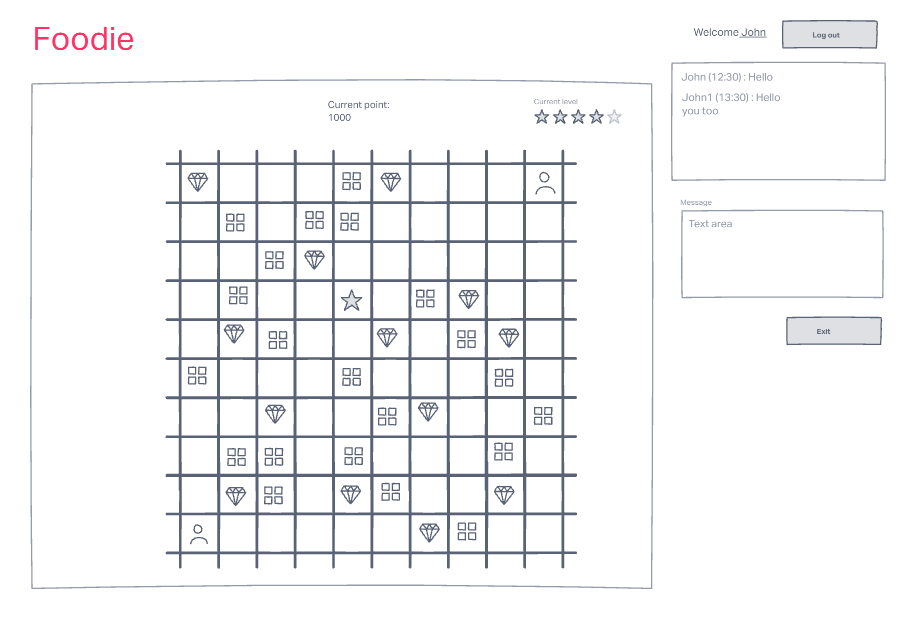 Foodie
Welcome John
Log out
Current point:
1000
Current level
John (12:30) : Hello
John1 (13:30) : Hello
you too
Message
Text area
Exit